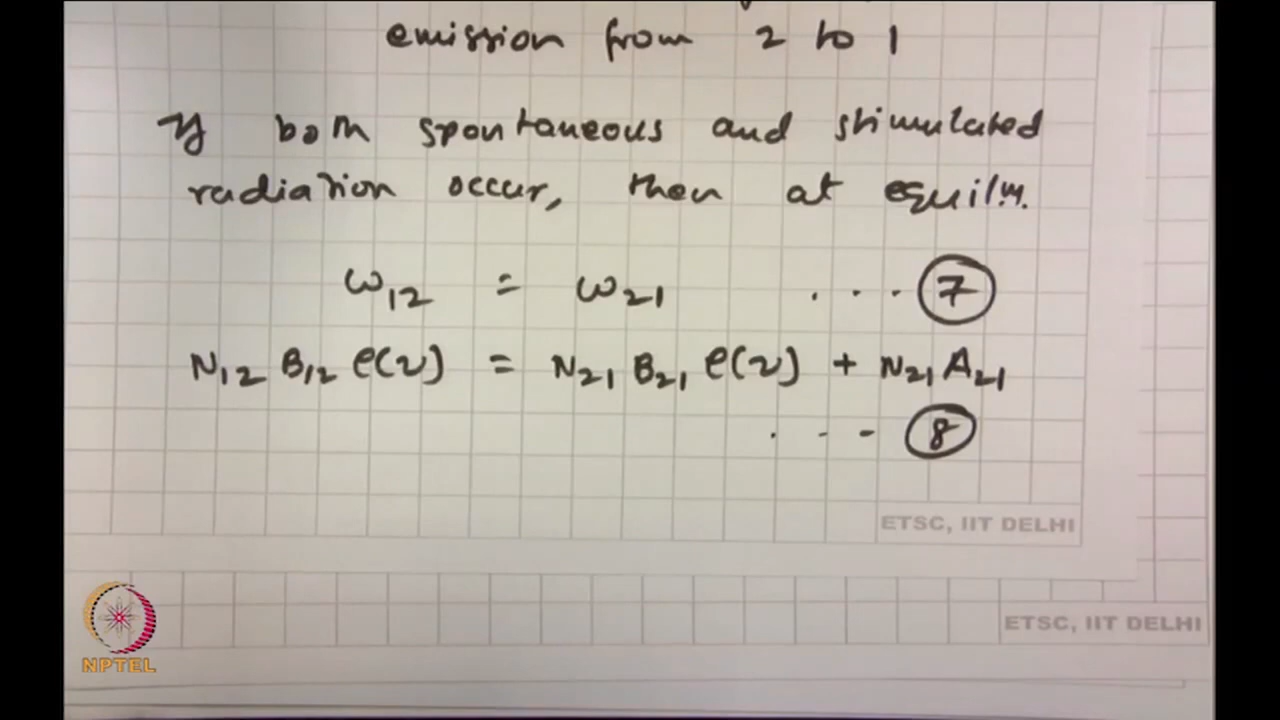 emission from 2 to 1
If both spontaneous and stimulated
radiation occur, then at equilm.
ω₁₂ = ω₂₁ ... 7
N₁₂ B₁₂ ρ(ν) = N₂₁ B₂₁ ρ(ν) + N₂₁ A₂₁
... 8
ETSC, IIT DELHI
ETSC, IIT DELHI
NPTEL